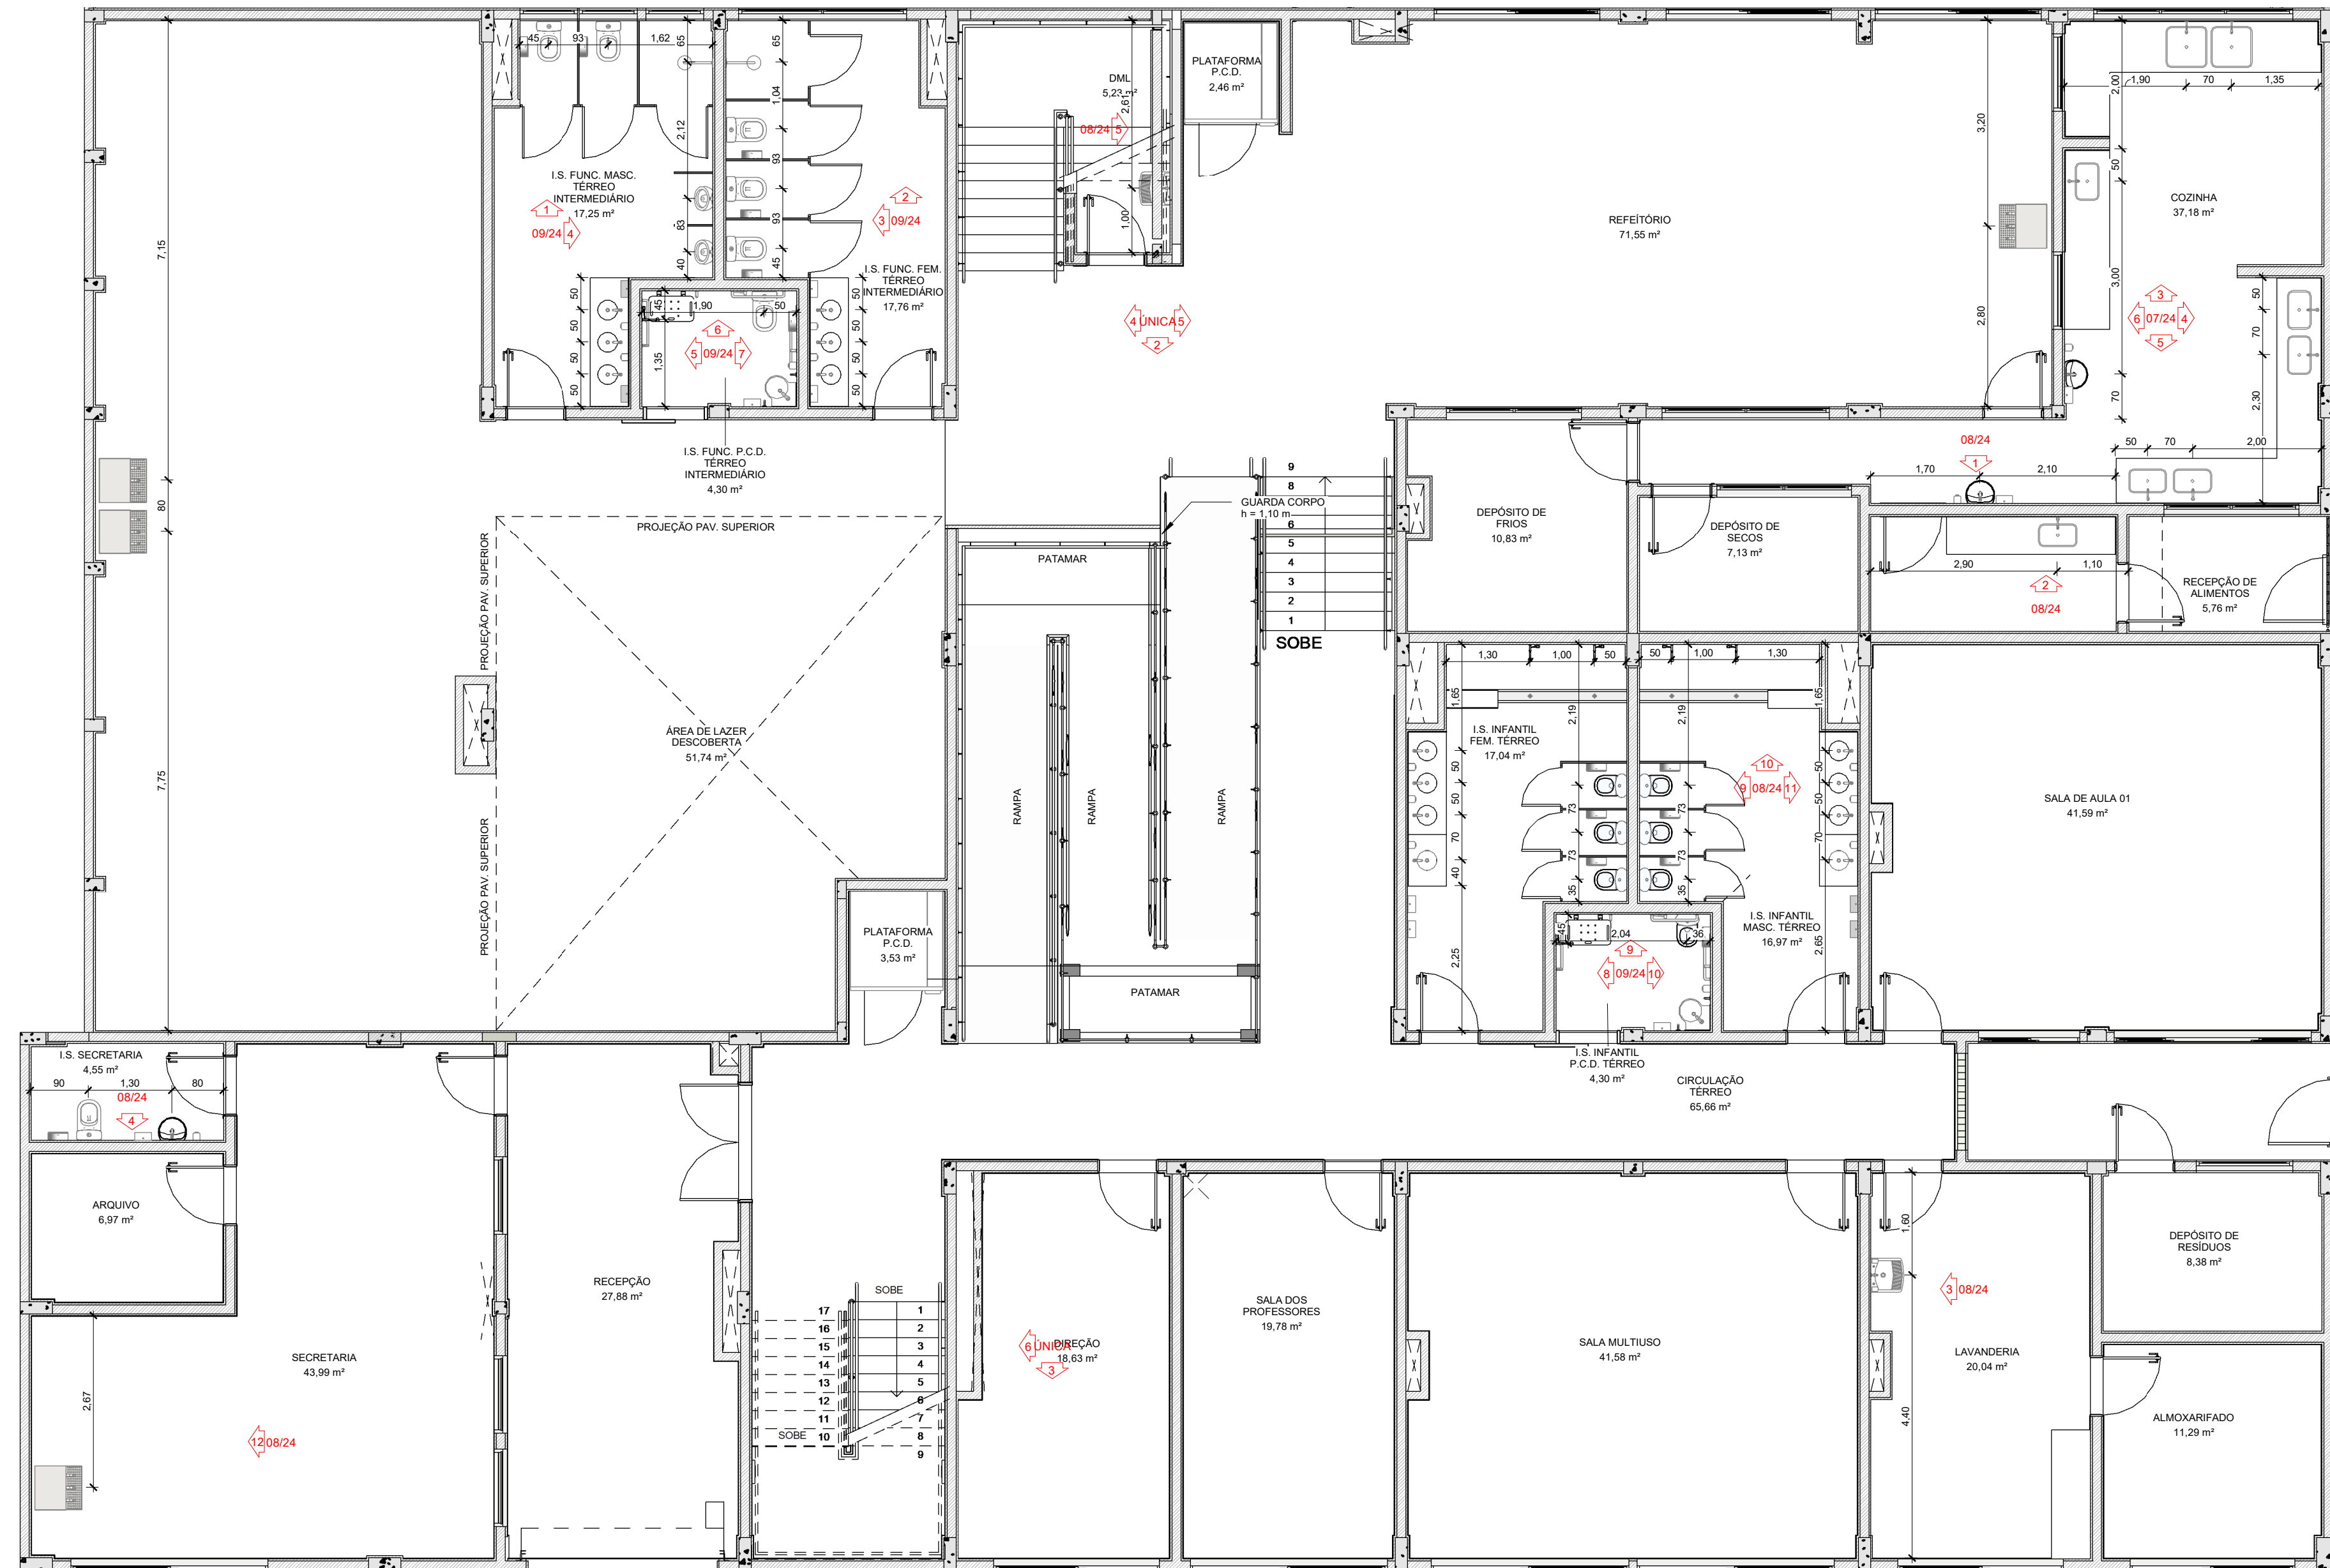 45
93
1,62
65
2,12
83
40
I.S. FUNC. MASC.
TÉRREO
INTERMEDIÁRIO
17,25 m²
1
09/24 4
50
50
50
50
65
1,04
93
93
45
2
3 09/24
I.S. FUNC. FEM.
TÉRREO
INTERMEDIÁRIO
17,76 m²
50
50
50
50
45
1,90
50
1,35
6
5 09/24 7
I.S. FUNC. P.C.D.
TÉRREO
INTERMEDIÁRIO
4,30 m²
DML
5,23 m²
2,61
08/24 5
1,00
PLATAFORMA
P.C.D.
2,46 m²
4 ÚNICA 5
2
REFEÍTÓRIO
71,55 m²
3,20
2,80
1,90
70
1,35
2,00
50
3,00
70
COZINHA
37,18 m²
3
6 07/24 4
5
50
70
2,30
50
70
2,00
08/24
1
1,70
2,10
7,15
80
7,75
PROJEÇÃO PAV. SUPERIOR
PROJEÇÃO PAV. SUPERIOR
PROJEÇÃO PAV. SUPERIOR
ÁREA DE LAZER
DESCOBERTA
51,74 m²
PLATAFORMA
P.C.D.
3,53 m²
PATAMAR
RAMPA
RAMPA
RAMPA
PATAMAR
GUARDA CORPO
h = 1,10 m
9
8
6
5
4
3
2
1
SOBE
DEPÓSITO DE
FRIOS
10,83 m²
DEPÓSITO DE
SECOS
7,13 m²
2,90
1,10
2
08/24
RECEPÇÃO DE
ALIMENTOS
5,76 m²
1,30
1,00
50
50
1,00
1,30
1,65
50
50
70
40
2,25
2,19
73
73
35
I.S. INFANTIL
FEM. TÉRREO
17,04 m²
2,19
73
73
35
1,65
50
50
70
2,65
10
9 08/24 11
I.S. INFANTIL
MASC. TÉRREO
16,97 m²
45
2,04
36
9
8 09/24 10
I.S. INFANTIL
P.C.D. TÉRREO
4,30 m²
SALA DE AULA 01
41,59 m²
CIRCULAÇÃO
TÉRREO
65,66 m²
I.S. SECRETARIA
4,55 m²
90
1,30
80
08/24
4
ARQUIVO
6,97 m²
2,67
SECRETARIA
43,99 m²
12 08/24
RECEPÇÃO
27,88 m²
SOBE
17
16
15
14
13
12
11
SOBE
10
1
2
3
4
5
6
7
8
9
6 ÚNICA
3
DIREÇÃO
18,63 m²
SALA DOS
PROFESSORES
19,78 m²
SALA MULTIUSO
41,58 m²
1,60
4,40
3 08/24
LAVANDERIA
20,04 m²
DEPÓSITO DE
RESÍDUOS
8,38 m²
ALMOXARIFADO
11,29 m²